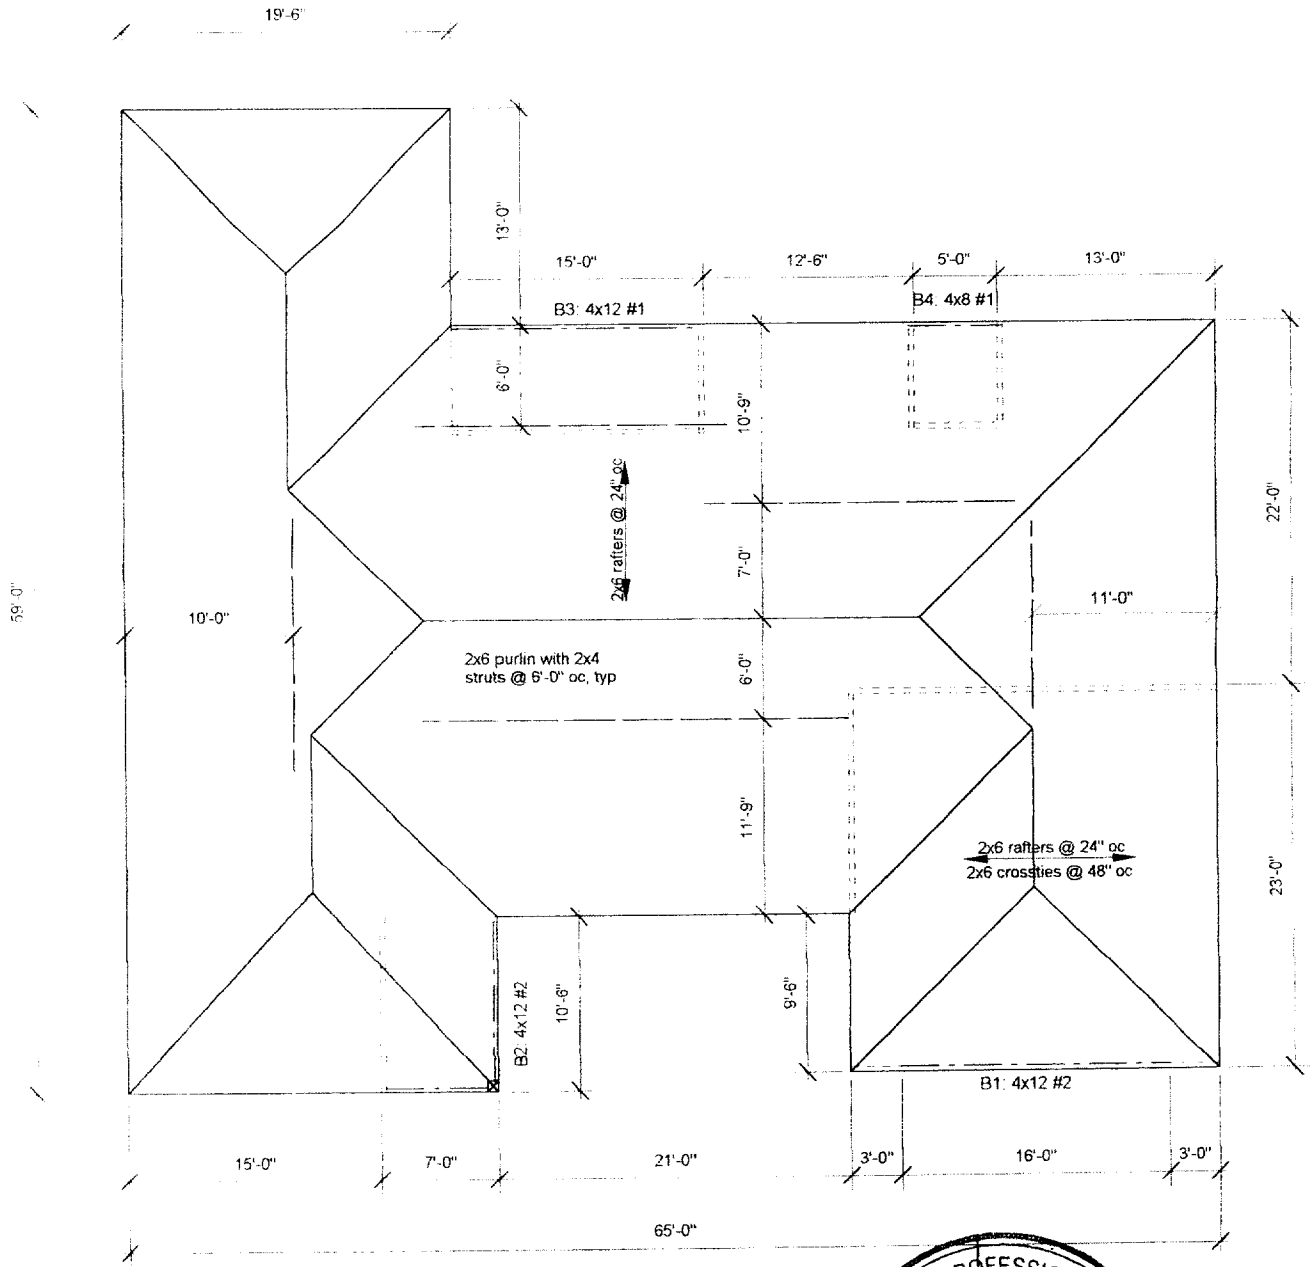 19'-6"
13'-0"
15'-0"
12'-6"
5'-0"
13'-0"
B3: 4x12 #1
B4: 4x8 #1
6'-0"
10'-9"
2x6 rafters @ 24" oc
22'-0"
7'-0"
59'-0"
10'-0"
11'-0"
2x6 purlin with 2x4
struts @ 6'-0" oc, typ
6'-0"
11'-9"
2x6 rafters @ 24" oc
2x6 crossties @ 48" oc
23'-0"
B2: 4x12 #2
10'-6"
9'-6"
B1: 4x12 #2
15'-0"
7'-0"
21'-0"
3'-0"
16'-0"
3'-0"
65'-0"